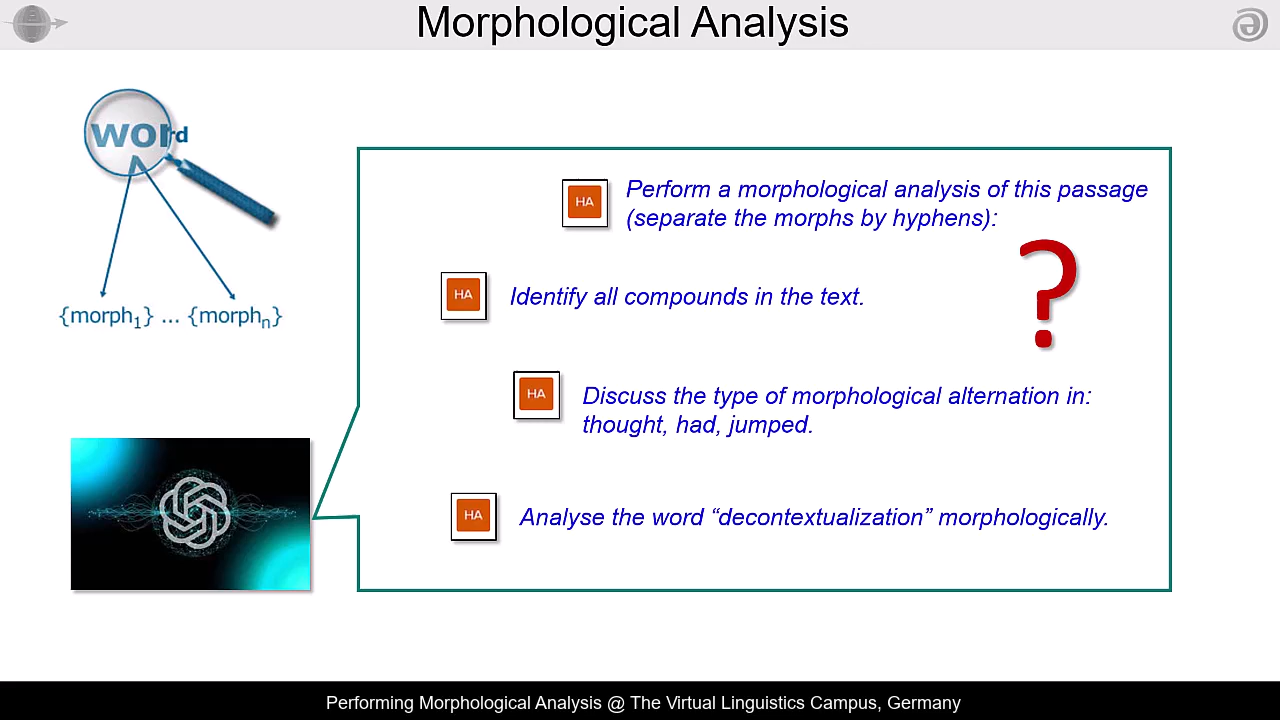 Morphological Analysis
word
{morph1} ... {morphn}
HA
Perform a morphological analysis of this passage
(separate the morphs by hyphens):
?
HA
Identify all compounds in the text.
HA
Discuss the type of morphological alternation in:
thought, had, jumped.
HA
Analyse the word “decontextualization” morphologically.
Performing Morphological Analysis @ The Virtual Linguistics Campus, Germany